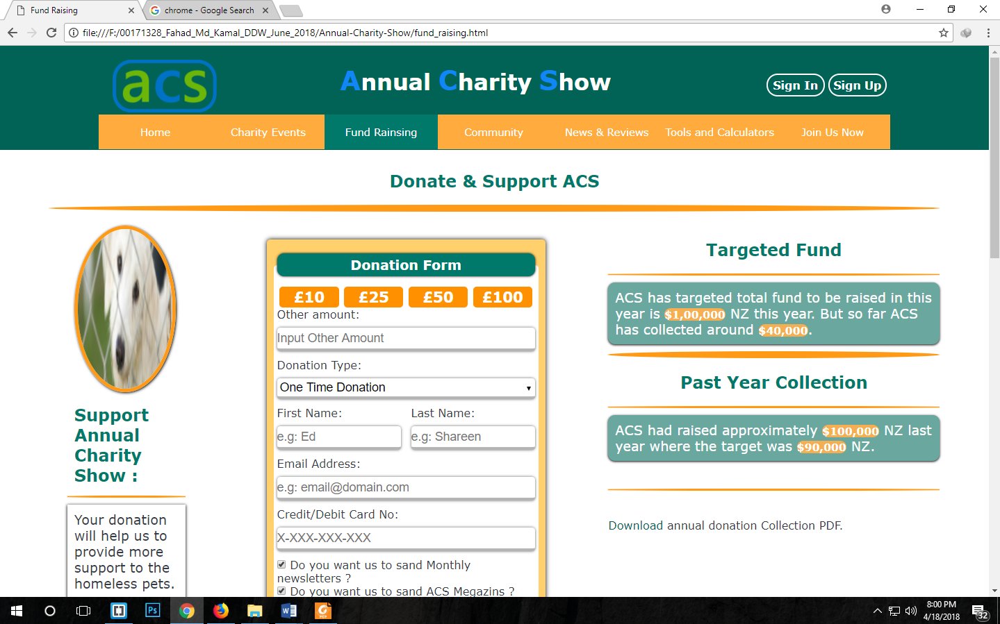 Fund Raising
chrome - Google Search
file:///F:/00171328_Fahad_Md_Kamal_DDW_June_2018/Annual-Charity-Show/fund_raising.html
acs
Annual Charity Show
Sign In
Sign Up
Home
Charity Events
Fund Rainsing
Community
News & Reviews
Tools and Calculators
Join Us Now
Donate & Support ACS
Support
Annual
Charity
Show :
Your donation
will help us to
provide more
support to the
homeless pets.
Donation Form
£10
£25
£50
£100
Other amount:
Input Other Amount
Donation Type:
One Time Donation
First Name:
Last Name:
e.g: Ed
e.g: Shareen
Email Address:
e.g: email@domain.com
Credit/Debit Card No:
X-XXX-XXX-XXX
Do you want us to sand Monthly
newsletters ?
Do you want us to sand ACS Megazins ?
Targeted Fund
ACS has targeted total fund to be raised in this
year is $1,00,000 NZ this year. But so far ACS
has collected around $40,000.
Past Year Collection
ACS had raised approximately $100,000 NZ last
year where the target was $90,000 NZ.
Download annual donation Collection PDF.
Ps
W
G
PDF
8:00 PM
4/18/2018
32